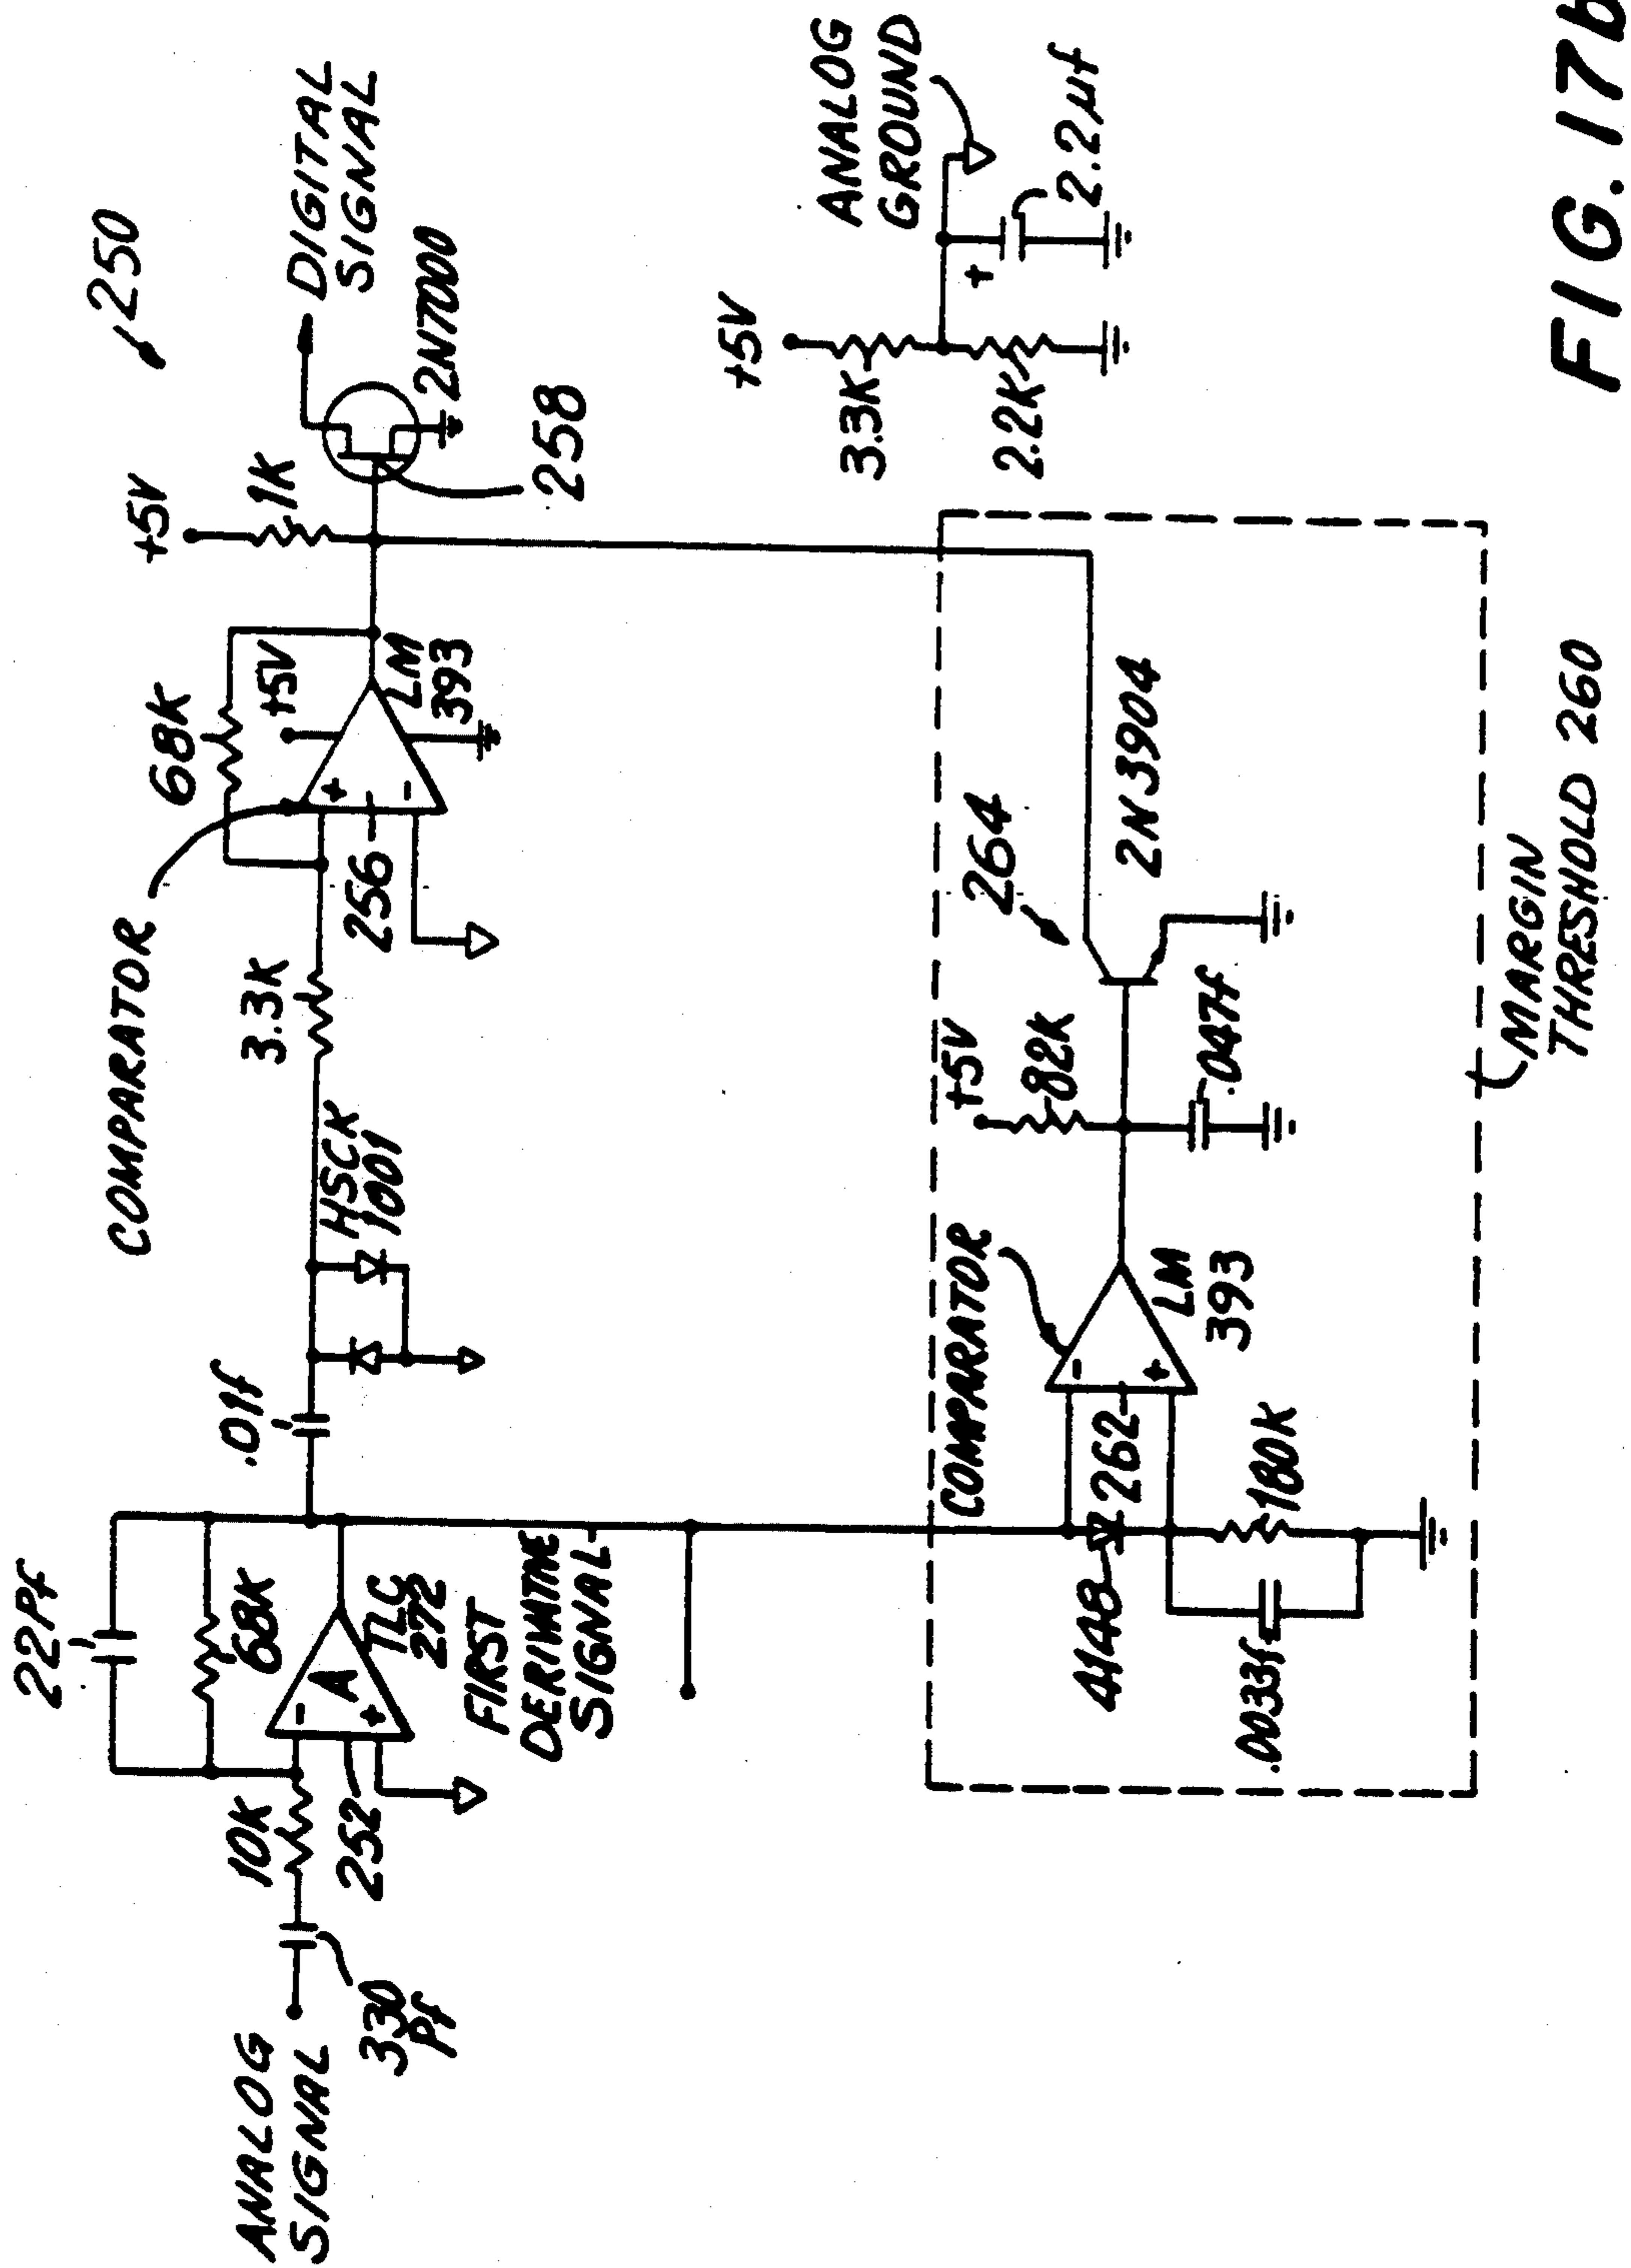 250
22Pf
68K
10K
252
A
-
+
TLC
272
ANALOG
SIGNAL
330
Pf
FIRST
DERIVATIVE
SIGNAL
.01f
HSCK
1001
COMPARATOR
3.3K
68K
+5V
+
-
256
LM
393
+5V
1K
DIGITAL
SIGNAL
2N7000
258
+5V
3.3K
2.2K
+
2.2µf
ANALOG
GROUND
COMPARATOR
4148
262
-
+
LM
393
180K
.0033f
+5V
82K
.047f
264
2N3904
MARGIN
THRESHOLD 260
FIG. 17b